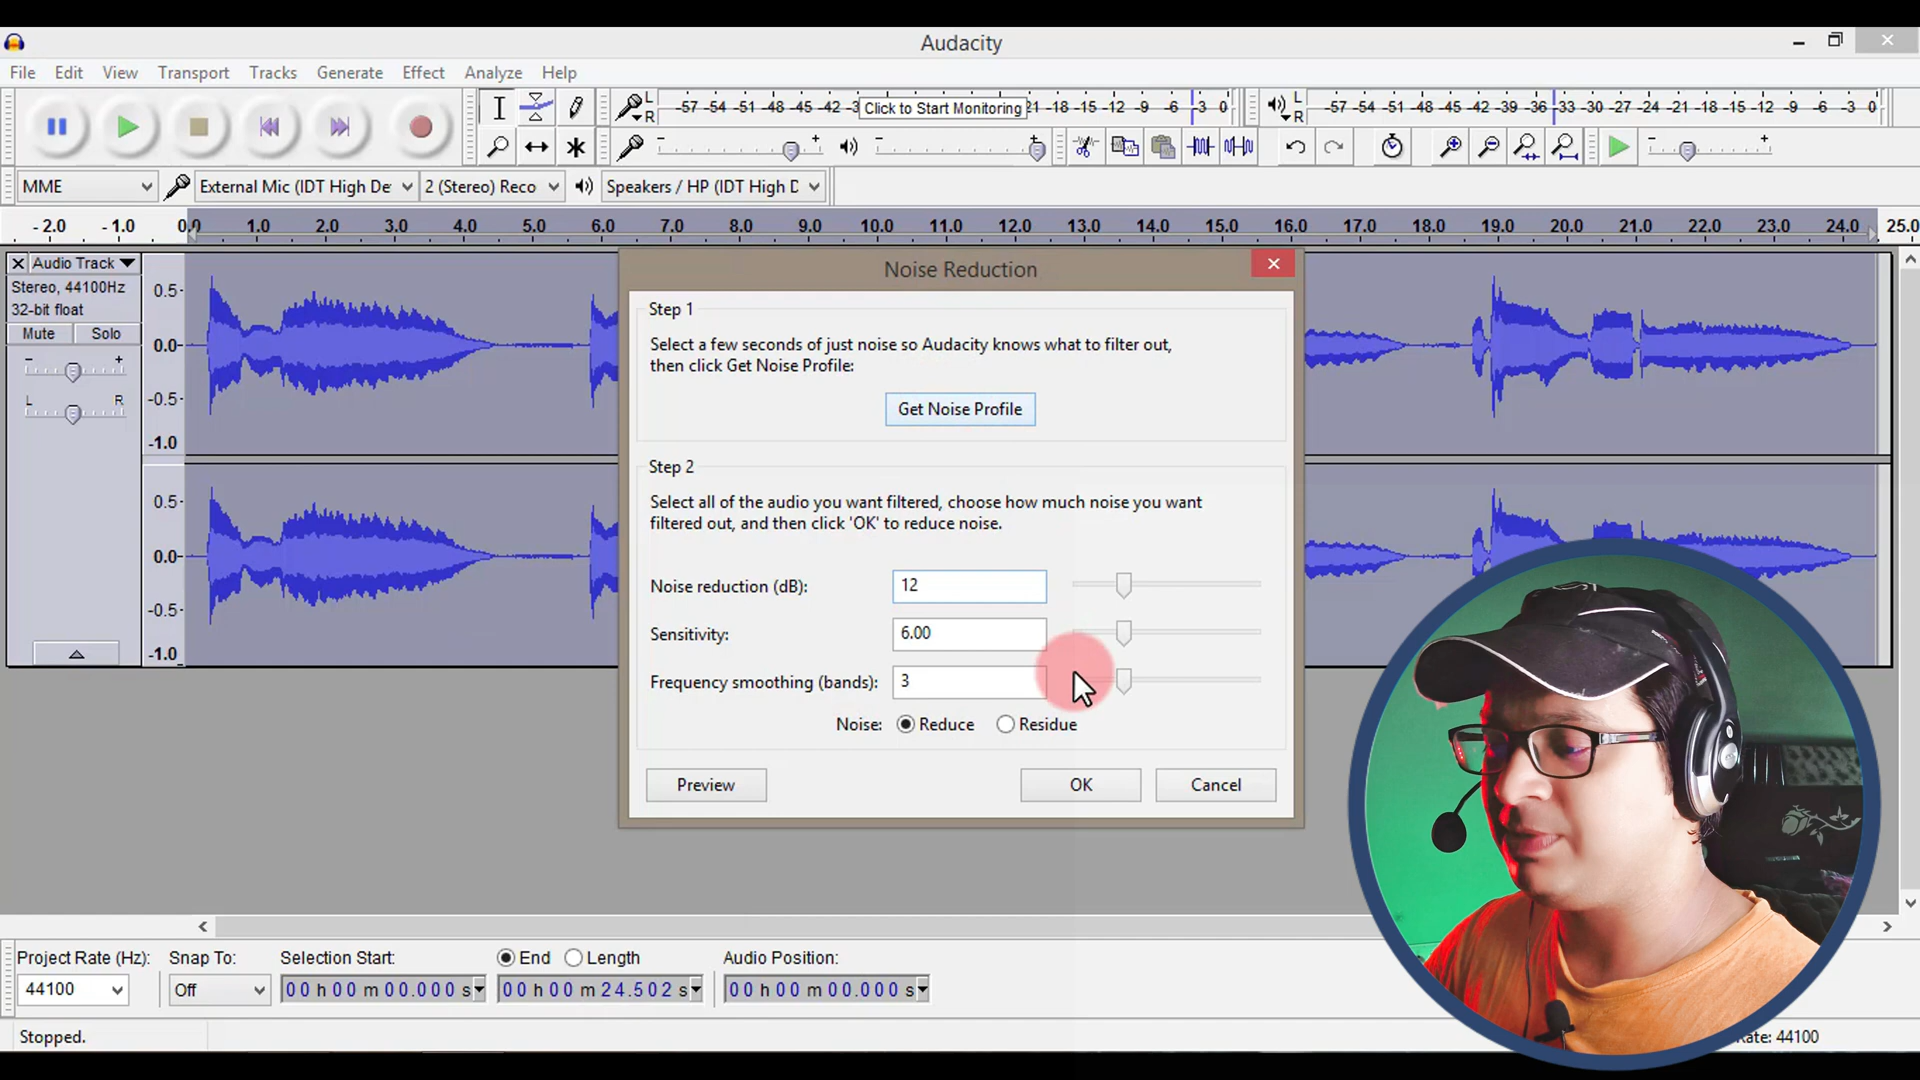 Audacity
File Edit View Transport Tracks Generate Effect Analyze Help
L
R
-57 -54 -51 -48 -45 -42 -3 Click to Start Monitoring 21 -18 -15 -12 -9 -6 -3 0
L
R
-57 -54 -51 -48 -45 -42 -39 -36 -33 -30 -27 -24 -21 -18 -15 -12 -9 -6 -3 0
- + - + - +
MME External Mic (IDT High De 2 (Stereo) Reco Speakers / HP (IDT High D
- 2.0 - 1.0 0.0 1.0 2.0 3.0 4.0 5.0 6.0 7.0 8.0 9.0 10.0 11.0 12.0 13.0 14.0 15.0 16.0 17.0 18.0 19.0 20.0 21.0 22.0 23.0 24.0 25.0
Audio Track
Stereo, 44100Hz
32-bit float
Mute Solo
- +
L R
0.5-
0.0-
-0.5-
-1.0
0.5-
0.0-
-0.5-
-1.0
Noise Reduction
Step 1
Select a few seconds of just noise so Audacity knows what to filter out,
then click Get Noise Profile:
Get Noise Profile
Step 2
Select all of the audio you want filtered, choose how much noise you want
filtered out, and then click 'OK' to reduce noise.
Noise reduction (dB): 12
Sensitivity: 6.00
Frequency smoothing (bands): 3
Noise: Reduce Residue
Preview OK Cancel
Project Rate (Hz): Snap To: Selection Start: End Length Audio Position:
44100 Off 00 h 00 m 00.000 s 00 h 00 m 24.502 s 00 h 00 m 00.000 s
Stopped. Rate: 44100